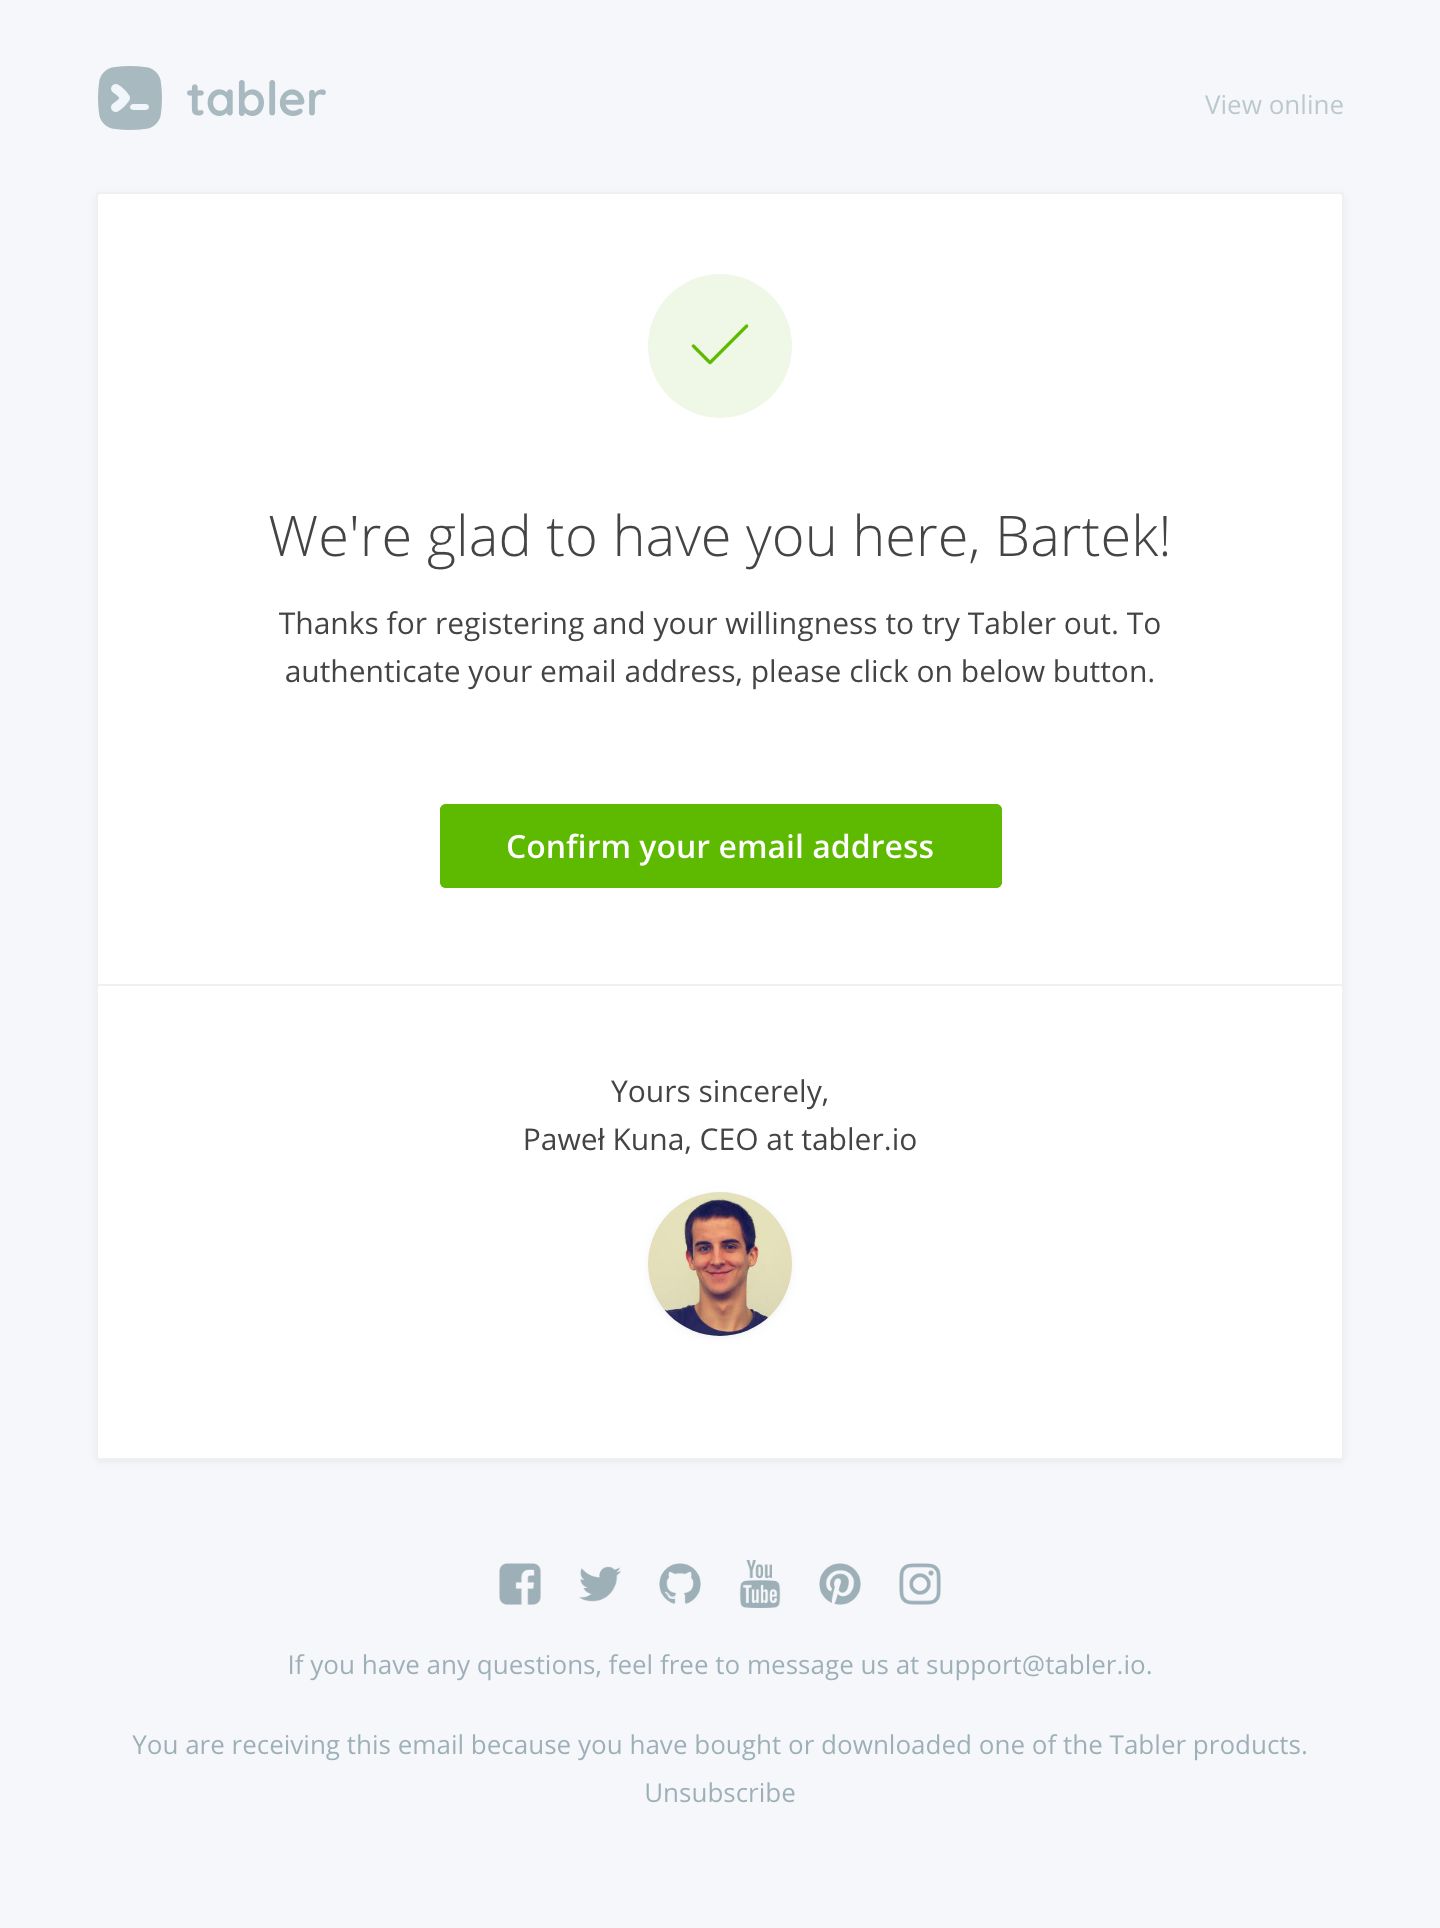 tabler
View online
We're glad to have you here, Bartek!
Thanks for registering and your willingness to try Tabler out. To
authenticate your email address, please click on below button.
Confirm your email address
Yours sincerely,
Paweł Kuna, CEO at tabler.io
You
Tube
If you have any questions, feel free to message us at support@tabler.io.
You are receiving this email because you have bought or downloaded one of the Tabler products.
Unsubscribe